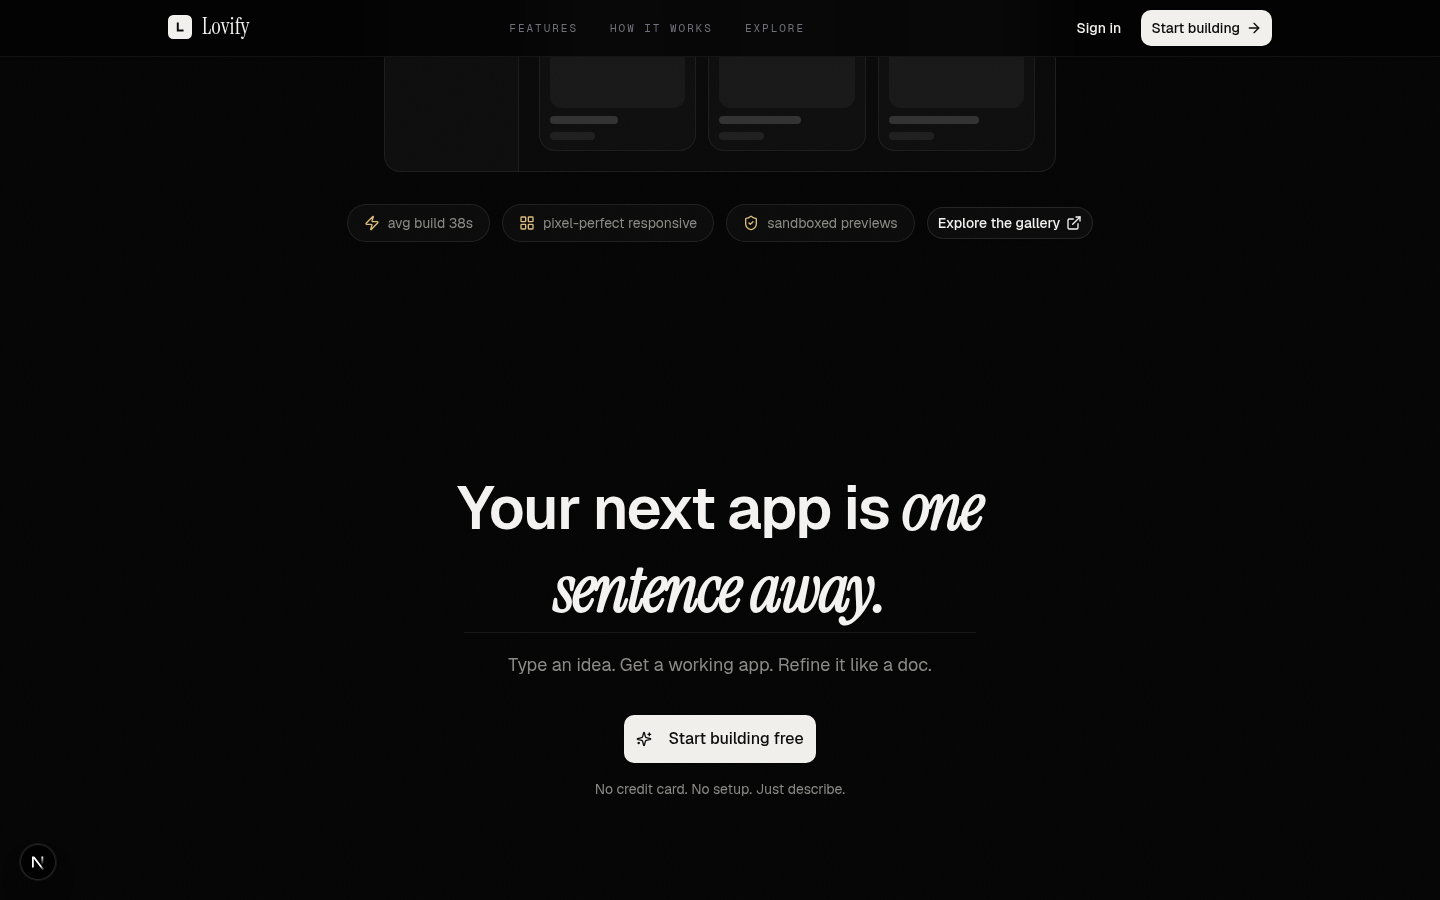 L Lovify
FEATURES HOW IT WORKS EXPLORE
Sign in
Start building
avg build 38s
pixel-perfect responsive
sandboxed previews
Explore the gallery
Your next app is one
sentence away.
Type an idea. Get a working app. Refine it like a doc.
Start building free
No credit card. No setup. Just describe.
N